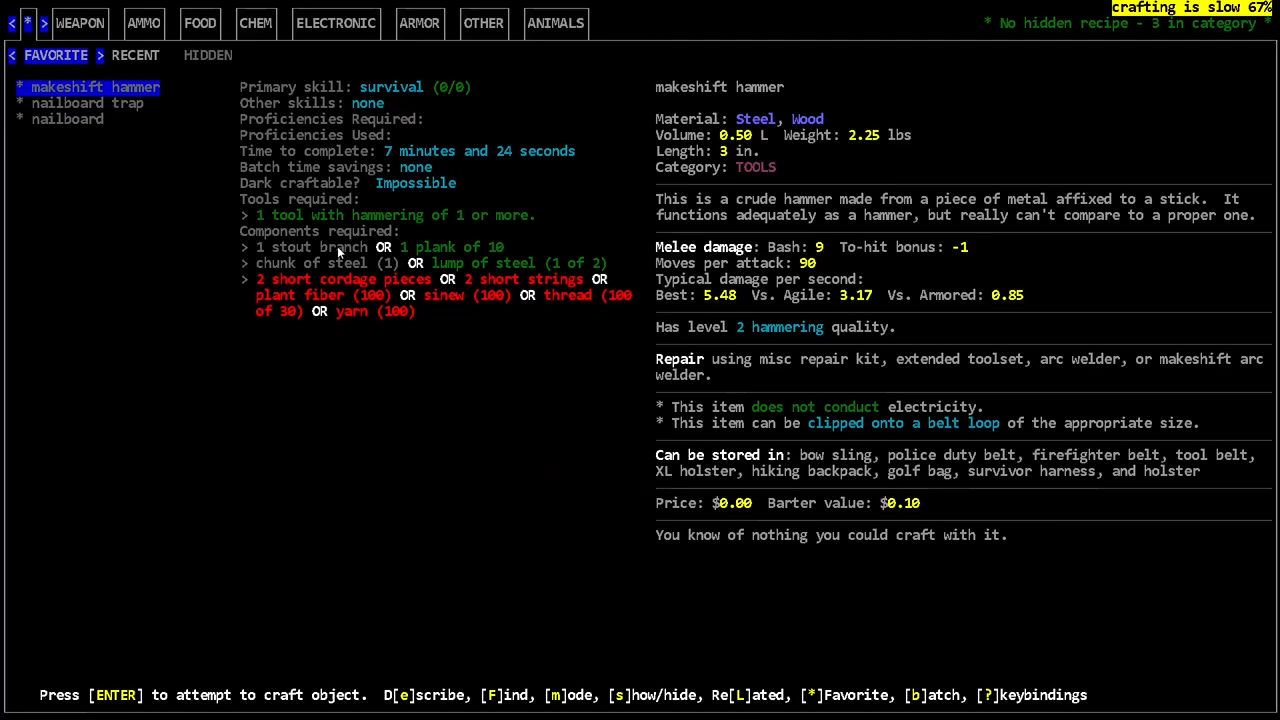 crafting is slow 67%
< * > WEAPON AMMO FOOD CHEM ELECTRONIC ARMOR OTHER ANIMALS
* No hidden recipe - 3 in category *
< FAVORITE > RECENT HIDDEN
* makeshift hammer
* nailboard trap
* nailboard
Primary skill: survival (0/0)
Other skills: none
Proficiencies Required:
Proficiencies Used:
Time to complete: 7 minutes and 24 seconds
Batch time savings: none
Dark craftable? Impossible
Tools required:
> 1 tool with hammering of 1 or more.
Components required:
> 1 stout branch OR 1 plank of 10
> chunk of steel (1) OR lump of steel (1 of 2)
> 2 short cordage pieces OR 2 short strings OR
plant fiber (100) OR sinew (100) OR thread (100
of 30) OR yarn (100)
makeshift hammer
Material: Steel, Wood
Volume: 0.50 L Weight: 2.25 lbs
Length: 3 in.
Category: TOOLS
This is a crude hammer made from a piece of metal affixed to a stick. It
functions adequately as a hammer, but really can't compare to a proper one.
Melee damage: Bash: 9 To-hit bonus: -1
Moves per attack: 90
Typical damage per second:
Best: 5.48 Vs. Agile: 3.17 Vs. Armored: 0.85
Has level 2 hammering quality.
Repair using misc repair kit, extended toolset, arc welder, or makeshift arc
welder.
* This item does not conduct electricity.
* This item can be clipped onto a belt loop of the appropriate size.
Can be stored in: bow sling, police duty belt, firefighter belt, tool belt,
XL holster, hiking backpack, golf bag, survivor harness, and holster
Price: $0.00 Barter value: $0.10
You know of nothing you could craft with it.
Press [ENTER] to attempt to craft object. D[e]scribe, [F]ind, [m]ode, [s]how/hide, Re[L]ated, [*]Favorite, [b]atch, [?]keybindings